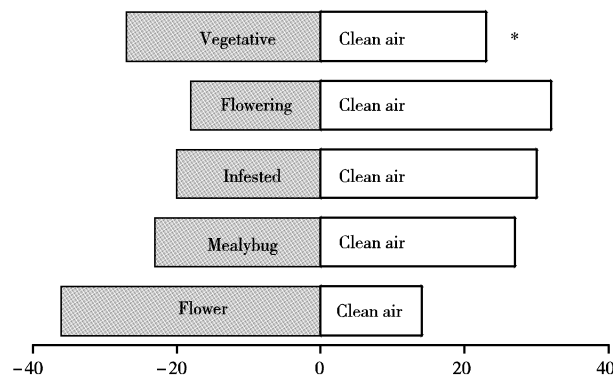 Vegetative Clean air *
Flowering Clean air
Infested Clean air
Mealybug Clean air
Flower Clean air
−40 −20 0 20 40